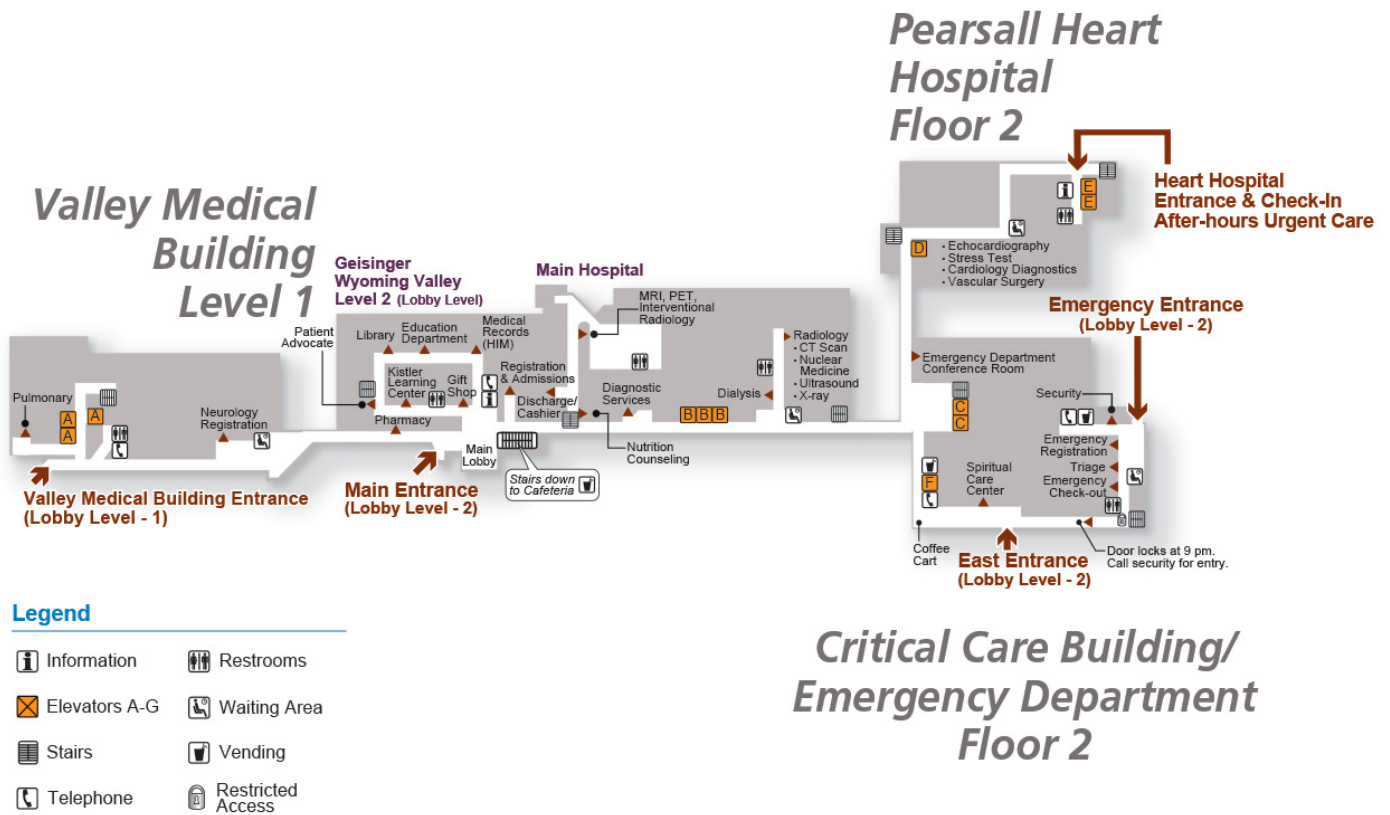 Pearsall Heart
Hospital
Floor 2
Heart Hospital
Entrance & Check-In
After-hours Urgent Care
E
E
D
• Echocardiography
• Stress Test
• Cardiology Diagnostics
• Vascular Surgery
Valley Medical
Building
Level 1
Pulmonary
A
A
A
Neurology
Registration
Valley Medical Building Entrance
(Lobby Level - 1)
Geisinger
Wyoming Valley
Level 2 (Lobby Level)
Patient
Advocate
Library
Education
Department
Medical
Records
(HIM)
Kistler
Learning
Center
Gift
Shop
Registration
& Admissions
Discharge/
Cashier
Pharmacy
Main
Lobby
Main Entrance
(Lobby Level - 2)
Stairs down
to Cafeteria
Main Hospital
MRI, PET,
Interventional
Radiology
Diagnostic
Services
B B B
Dialysis
Radiology
• CT Scan
• Nuclear
Medicine
• Ultrasound
• X-ray
Nutrition
Counseling
Emergency Entrance
(Lobby Level - 2)
Emergency Department
Conference Room
C
C
Security
Emergency
Registration
Triage
Emergency
Check-out
F
Spiritual
Care
Center
Coffee
Cart
East Entrance
(Lobby Level - 2)
Door locks at 9 pm.
Call security for entry.
Critical Care Building/
Emergency Department
Floor 2
Legend
Information
Restrooms
Elevators A-G
Waiting Area
Stairs
Vending
Telephone
Restricted
Access